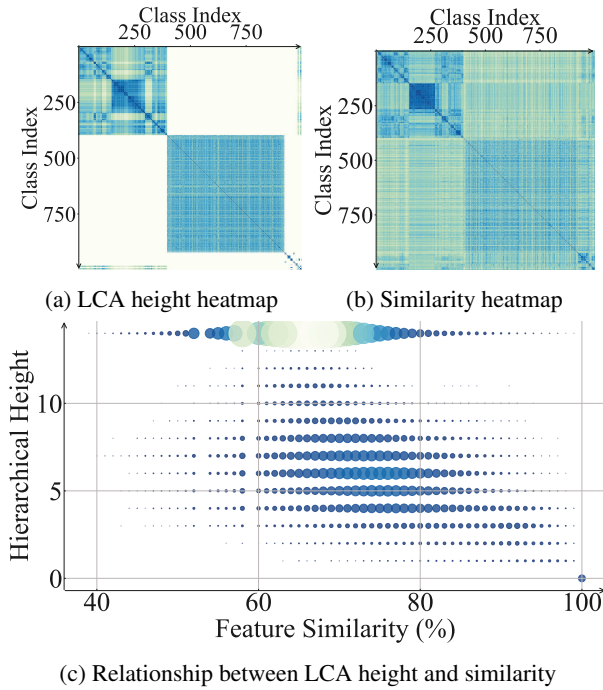 Class Index
250 500 750
Class Index
250
500
750
(a) LCA height heatmap
Class Index
250 500 750
Class Index
250
500
750
(b) Similarity heatmap
Hierarchical Height
10
5
0
40 60 80 100
Feature Similarity (%)
(c) Relationship between LCA height and similarity